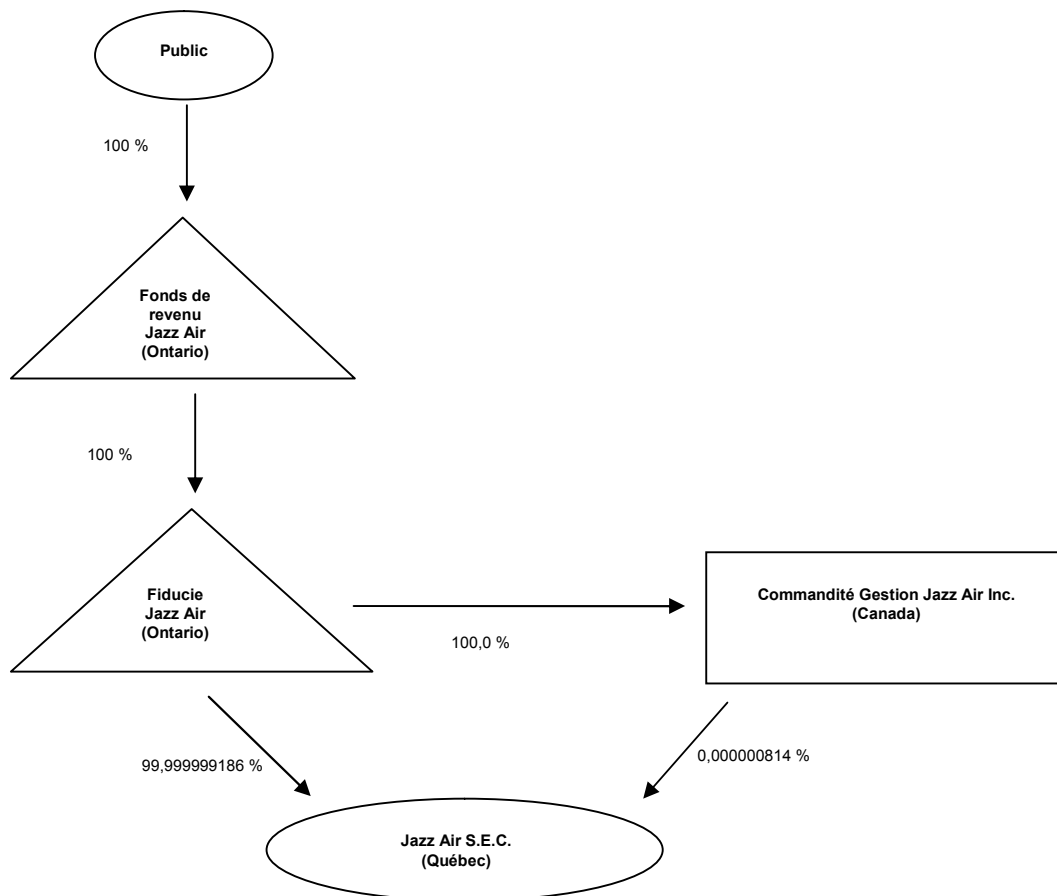 Public
100 %
Fonds de
revenu
Jazz Air
(Ontario)
100 %
Fiducie
Jazz Air
(Ontario)
100,0 %
Commandité Gestion Jazz Air Inc.
(Canada)
99,999999186 %
0,000000814 %
Jazz Air S.E.C.
(Québec)